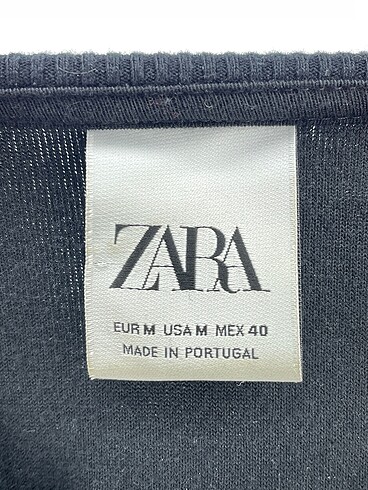 ZARA
EUR M USA M MEX 40
MADE IN PORTUGAL